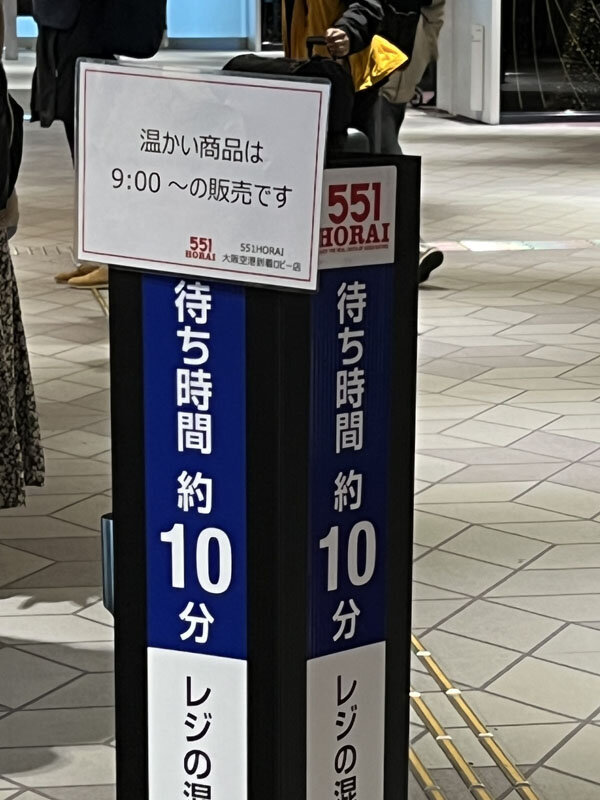 温かい商品は
9:00 ～の販売です
551
HORAI
551HORAI
大阪空港到着ロビー店
551
HORAI
待ち時間 約
10
分
レジの混
待ち時間 約
10
分
レジの混